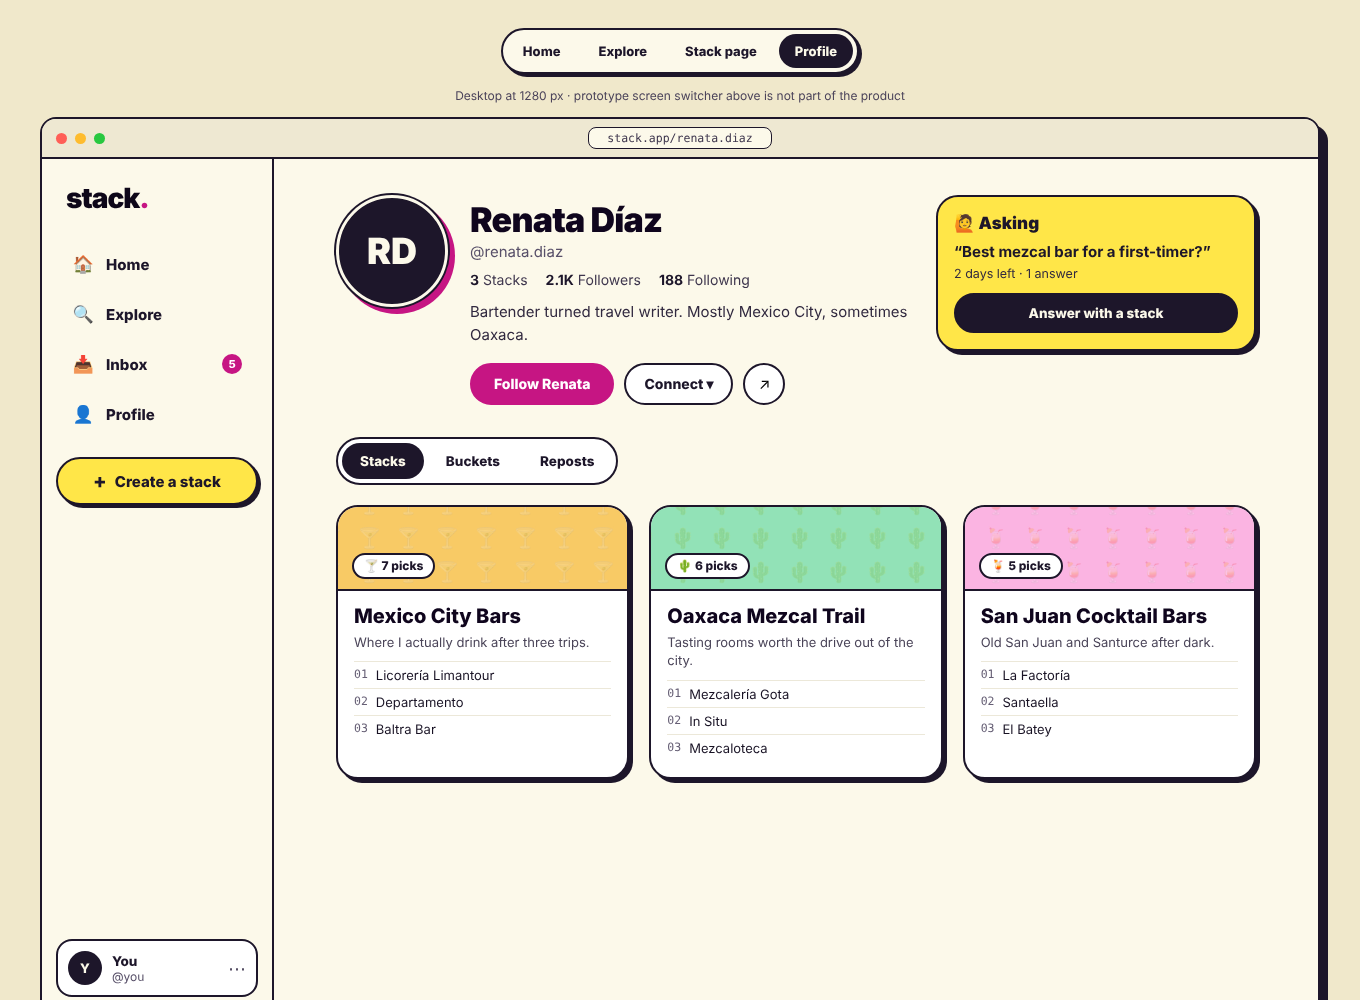 Home Explore Stack page Profile
Desktop at 1280 px · prototype screen switcher above is not part of the product
stack.app/renata.diaz
stack.
🏠 Home
🔍 Explore
📥 Inbox 5
👤 Profile
+ Create a stack
Y You
@you
⋯
RD
Renata Díaz
@renata.diaz
3 Stacks 2.1K Followers 188 Following
Bartender turned travel writer. Mostly Mexico City, sometimes
Oaxaca.
Follow Renata Connect ▾ ↗
🙋 Asking
“Best mezcal bar for a first-timer?”
2 days left · 1 answer
Answer with a stack
Stacks Buckets Reposts
🍸 7 picks
Mexico City Bars
Where I actually drink after three trips.
01 Licorería Limantour
02 Departamento
03 Baltra Bar
🌵 6 picks
Oaxaca Mezcal Trail
Tasting rooms worth the drive out of the
city.
01 Mezcalería Gota
02 In Situ
03 Mezcaloteca
🍹 5 picks
San Juan Cocktail Bars
Old San Juan and Santurce after dark.
01 La Factoría
02 Santaella
03 El Batey